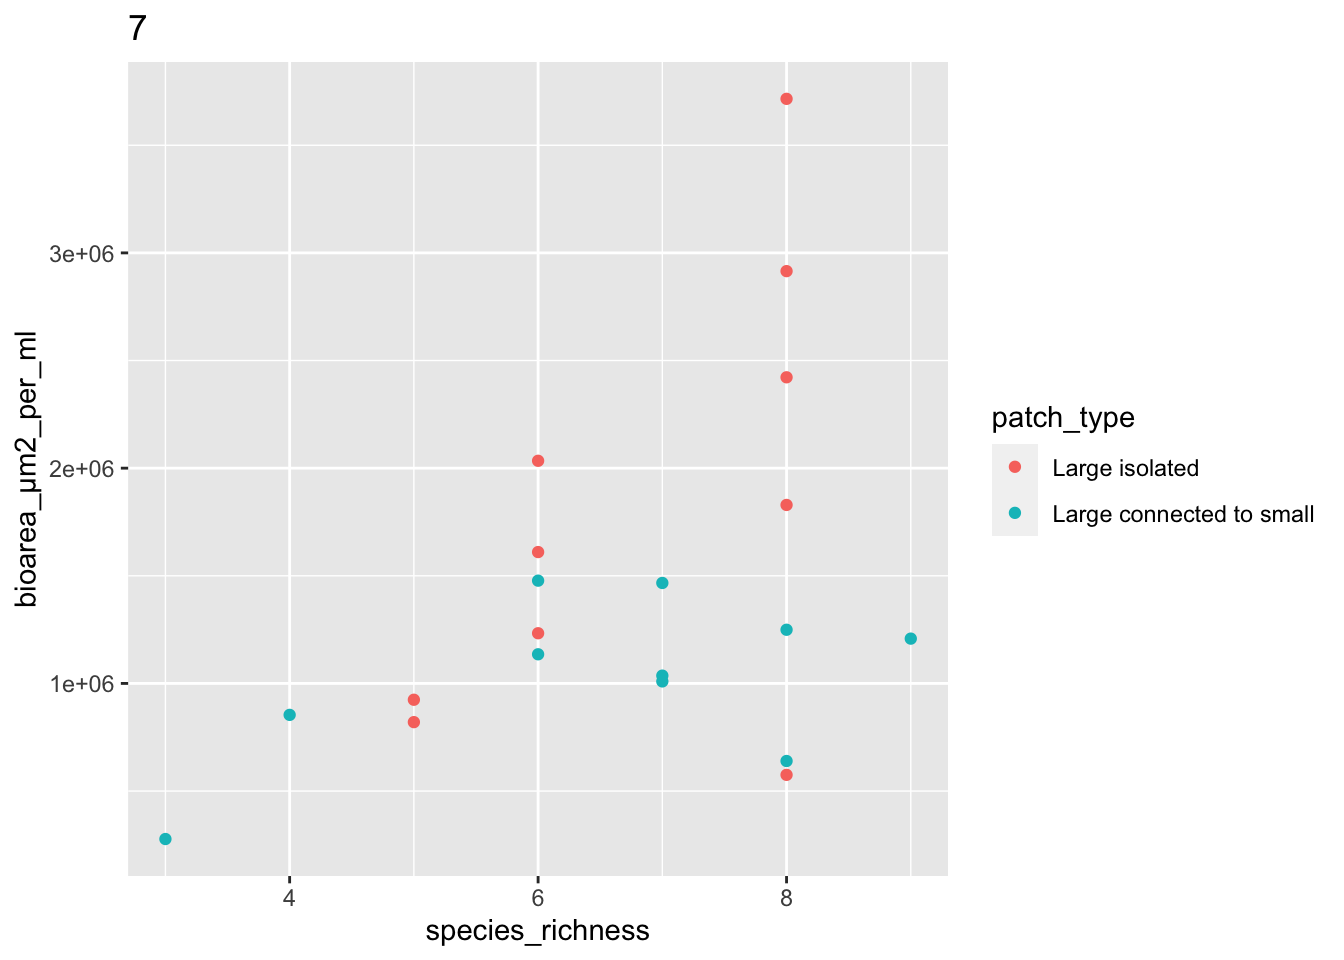 7
3e+06
2e+06
1e+06
bioarea_µm2_per_ml
4 6 8
species_richness
patch_type
Large isolated
Large connected to small